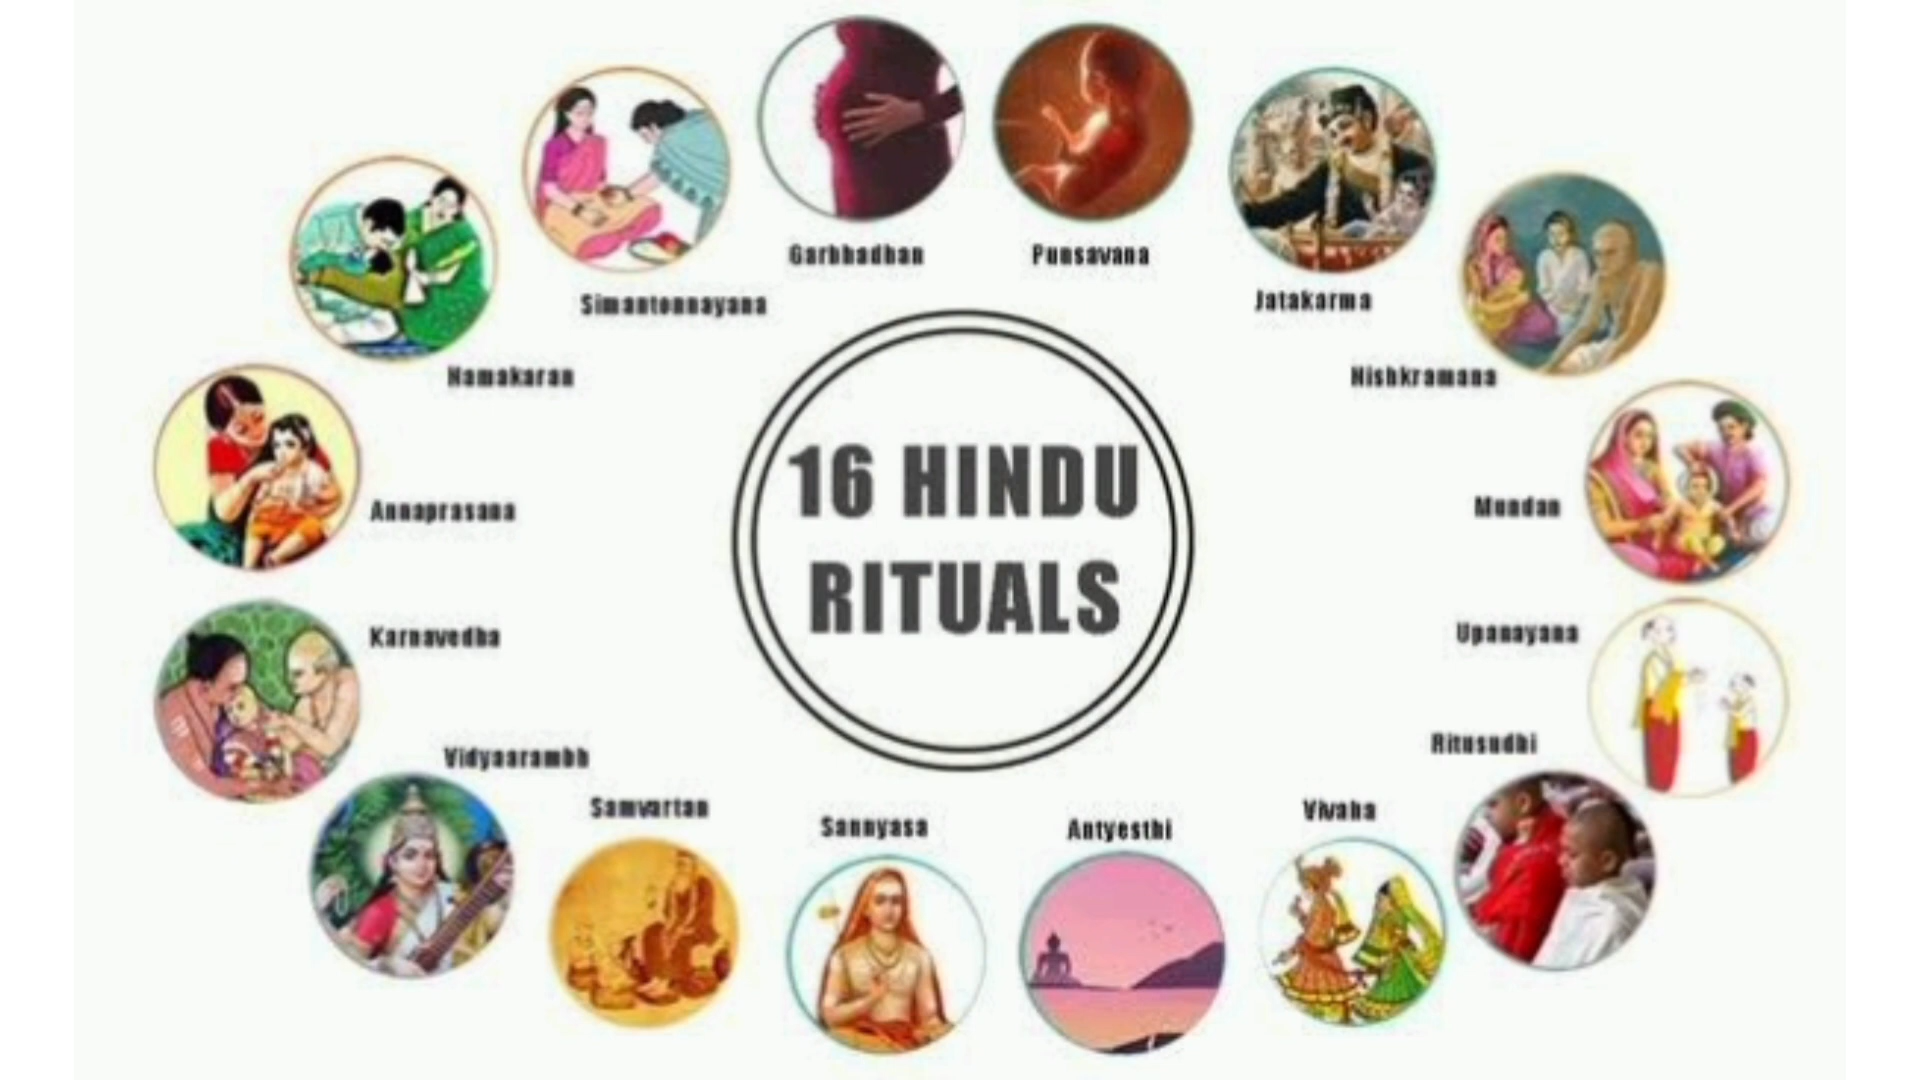 Garbhadhan
Punsavana
Simantonnayana
Jatakarma
Namakaran
Nishkramana
16 HINDU
RITUALS
Annaprasana
Mundan
Karnavedha
Upanayana
Vidyaarambh
Ritusudhi
Samvartan
Sannyasa
Antyesthi
Vivaha